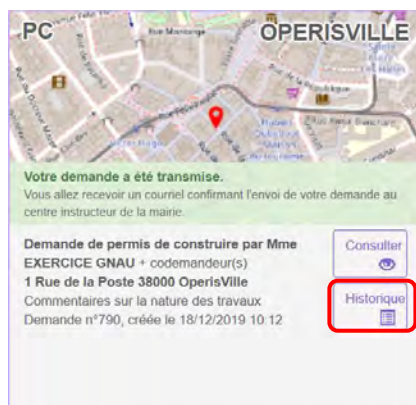 PC OPERISVILLE
Votre demande a été transmise.
Vous allez recevoir un courriel confirmant l'envoi de votre demande au
centre instructeur de la mairie.
Demande de permis de construire par Mme
EXERCICE GNAU + codemandeur(s)
1 Rue de la Poste 38000 OperisVille
Commentaires sur la nature des travaux
Demande n°790, créée le 18/12/2019 10:12
Consulter
Historique